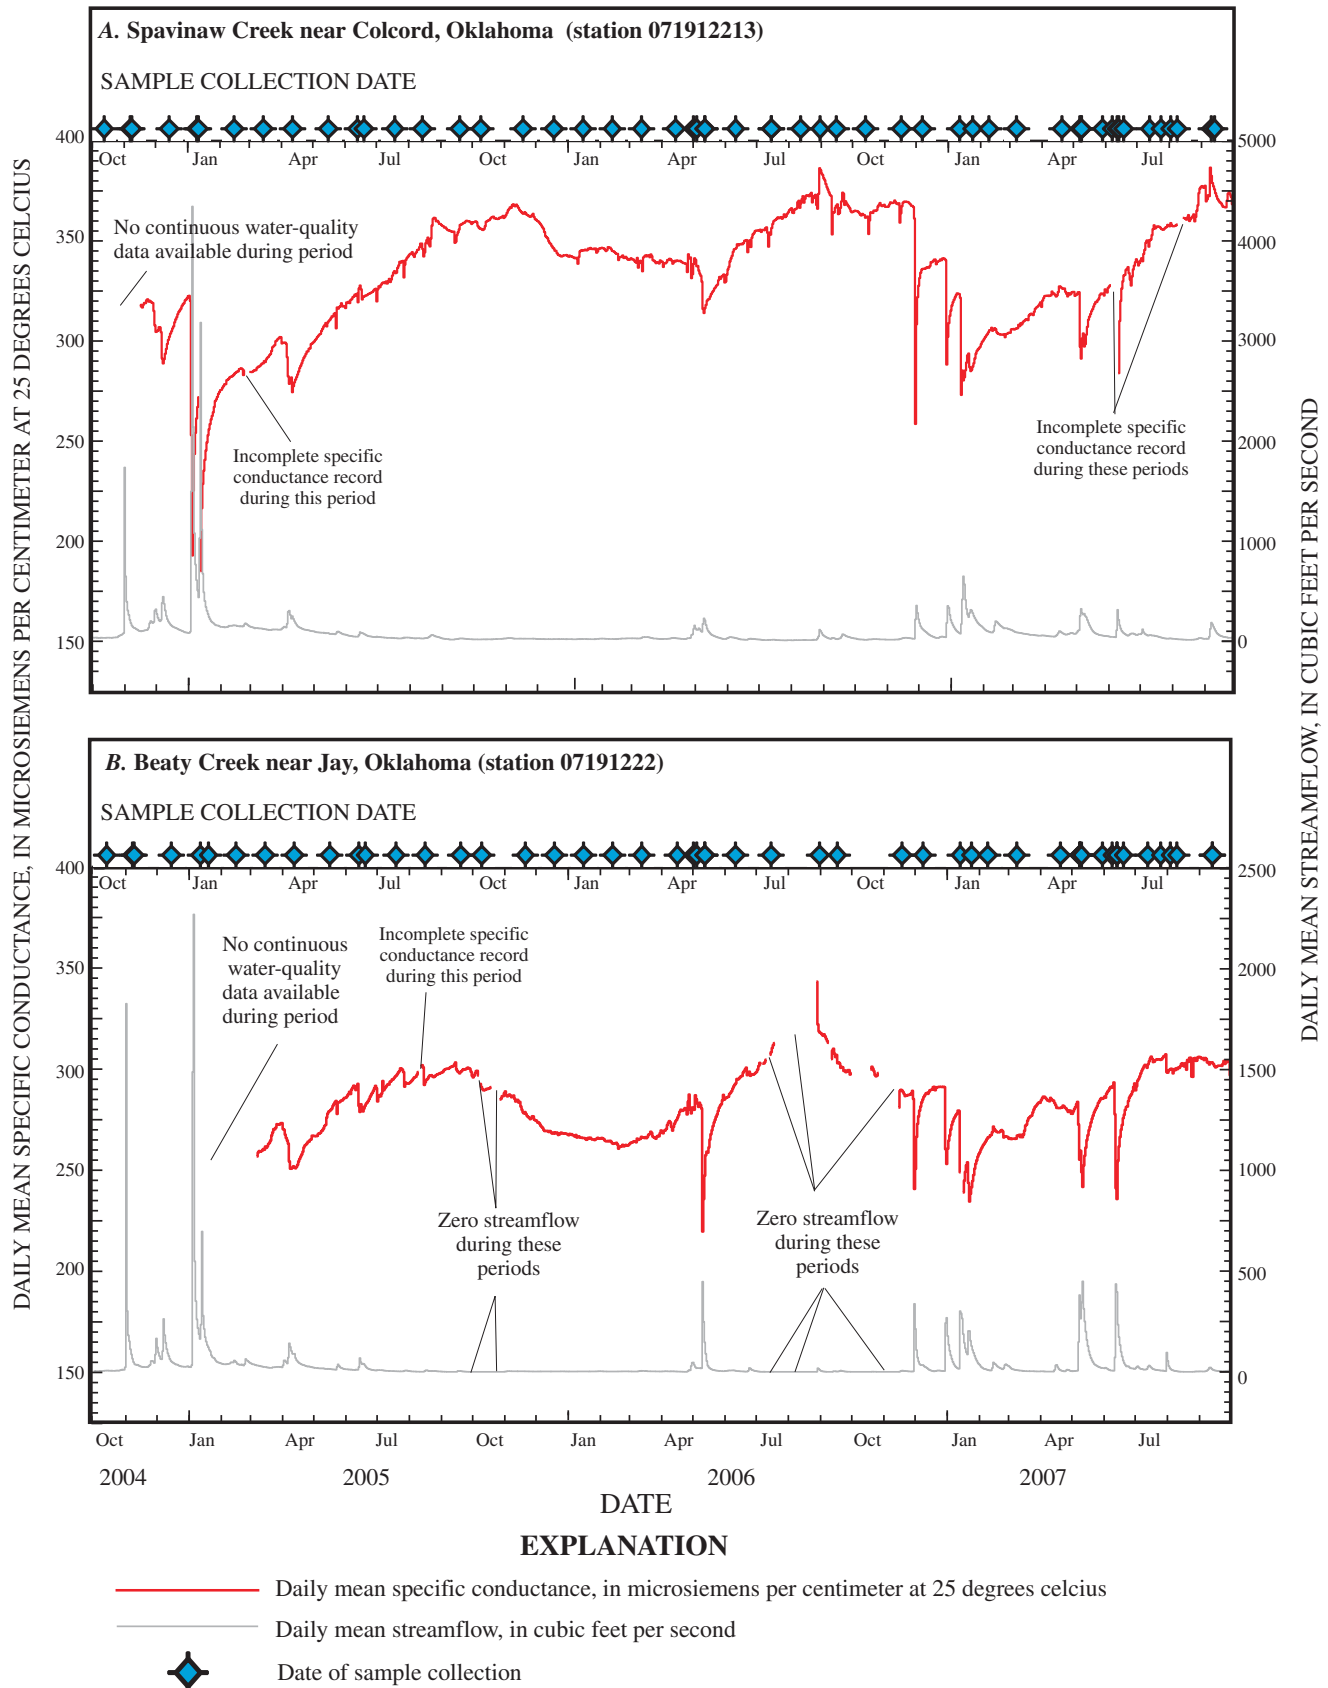 A. Spavinaw Creek near Colcord, Oklahoma (station 071912213)
SAMPLE COLLECTION DATE
400
350
300
250
200
150
5000
4000
3000
2000
1000
0
Oct Jan Apr Jul Oct Jan Apr Jul Oct Jan Apr Jul
No continuous water-quality
data available during period
Incomplete specific
conductance record
during this period
Incomplete specific
conductance record
during these periods
DAILY MEAN SPECIFIC CONDUCTANCE, IN MICROSIEMENS PER CENTIMETER AT 25 DEGREES CELCIUS
DAILY MEAN STREAMFLOW, IN CUBIC FEET PER SECOND
B. Beaty Creek near Jay, Oklahoma (station 07191222)
SAMPLE COLLECTION DATE
400
350
300
250
200
150
2500
2000
1500
1000
500
0
Oct Jan Apr Jul Oct Jan Apr Jul Oct Jan Apr Jul
No continuous
water-quality
data available
during period
Incomplete specific
conductance record
during this period
Zero streamflow
during these
periods
Zero streamflow
during these
periods
Oct Jan Apr Jul Oct Jan Apr Jul Oct Jan Apr Jul
2004 2005 2006 2007
DATE
EXPLANATION
Daily mean specific conductance, in microsiemens per centimeter at 25 degrees celcius
Daily mean streamflow, in cubic feet per second
Date of sample collection